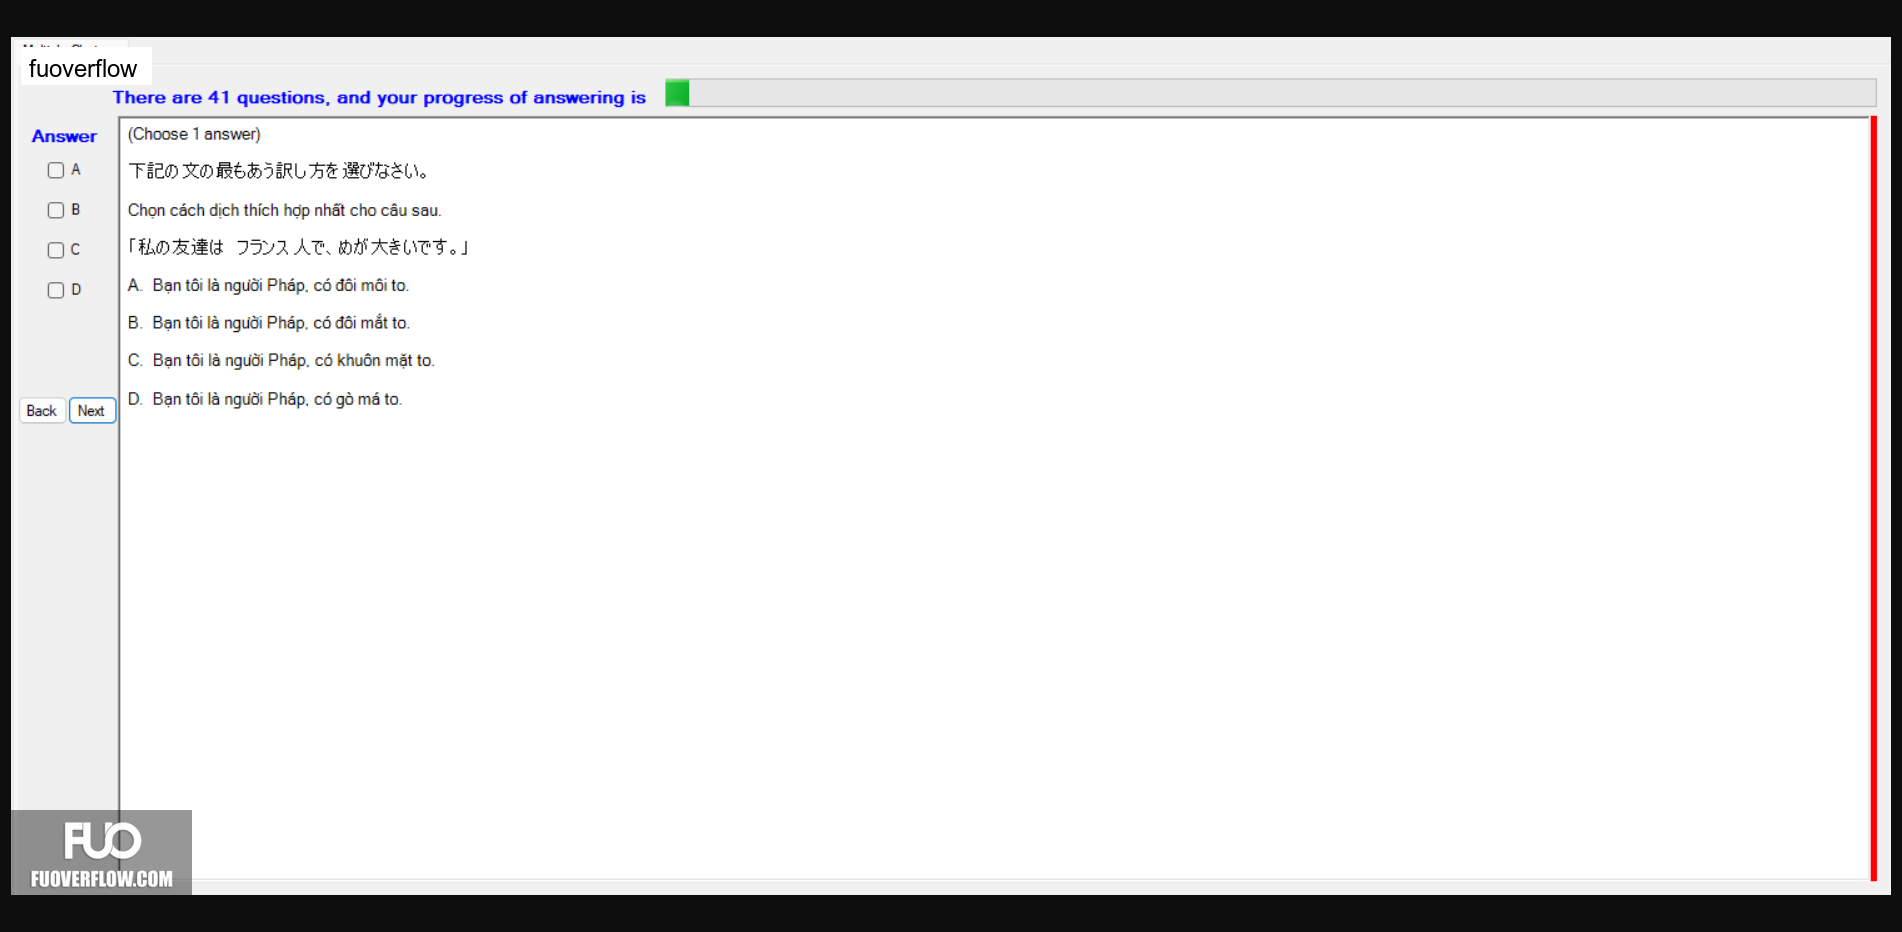 fuoverflow
There are 41 questions, and your progress of answering is
Answer
A
B
C
D
Back
Next
(Choose 1 answer)
下記の文の最もあう訳し方を選びなさい。
Chọn cách dịch thích hợp nhất cho câu sau.
「私の友達は　フランス人で、めが大きいです。」
A. Bạn tôi là người Pháp, có đôi môi to.
B. Bạn tôi là người Pháp, có đôi mắt to.
C. Bạn tôi là người Pháp, có khuôn mặt to.
D. Bạn tôi là người Pháp, có gò má to.
FUO
FUOVERFLOW.COM